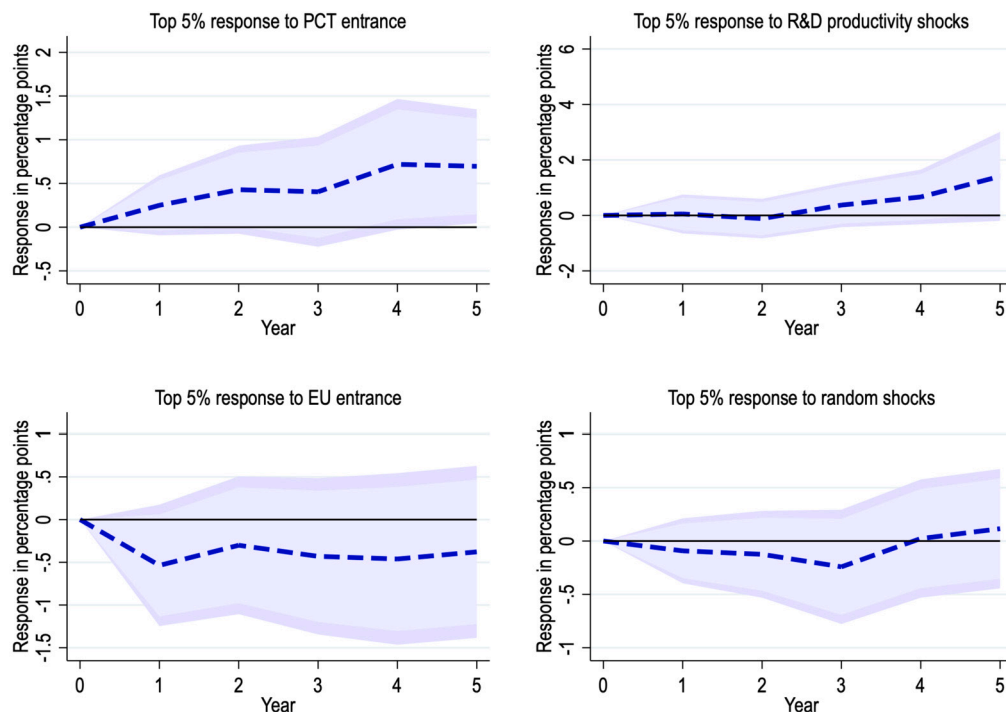 Top 5% response to PCT entrance
Response in percentage points
2
1.5
1
.5
0
-.5
0 1 2 3 4 5
Year
Top 5% response to R&D productivity shocks
Response in percentage points
6
4
2
0
-2
0 1 2 3 4 5
Year
Top 5% response to EU entrance
Response in percentage points
1
.5
0
-.5
-1
-1.5
0 1 2 3 4 5
Year
Top 5% response to random shocks
Response in percentage points
1
.5
0
-.5
-1
0 1 2 3 4 5
Year